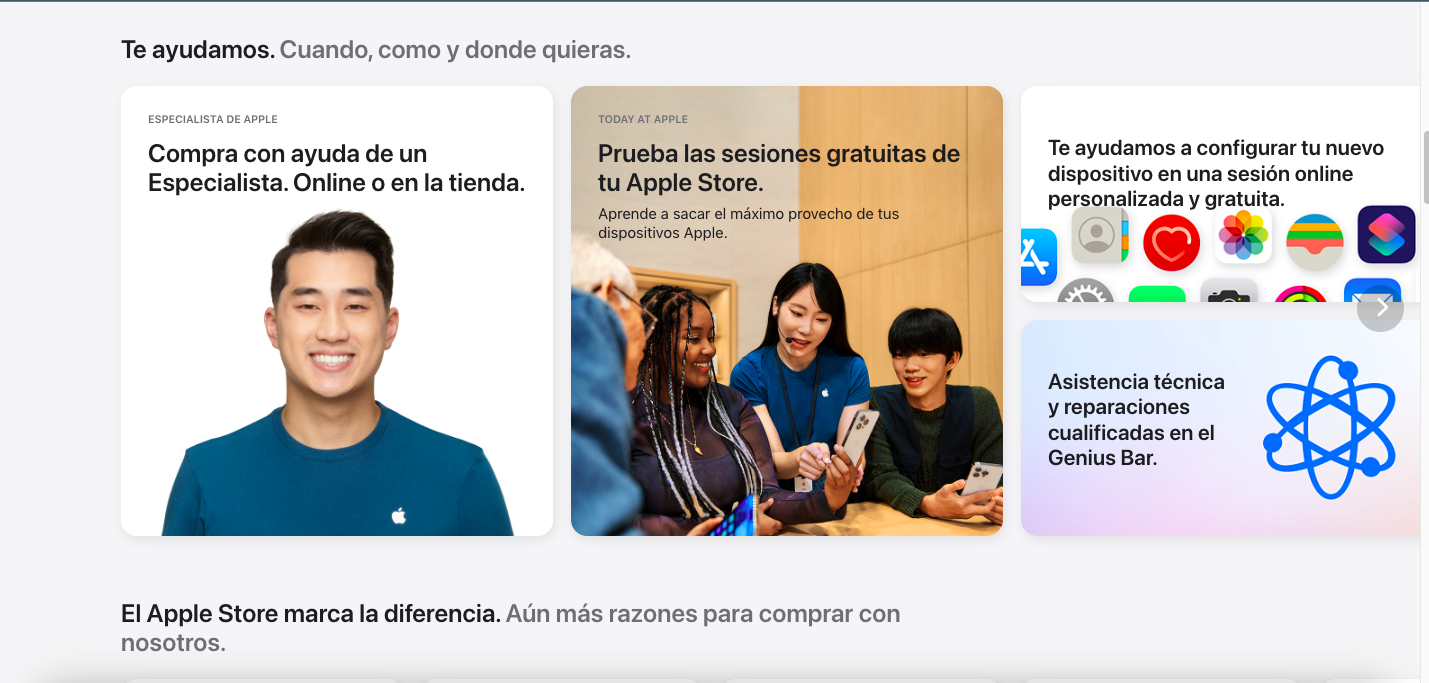 Te ayudamos. Cuando, como y donde quieras.
ESPECIALISTA DE APPLE
Compra con ayuda de un
Especialista. Online o en la tienda.
TODAY AT APPLE
Prueba las sesiones gratuitas de
tu Apple Store.
Aprende a sacar el máximo provecho de tus
dispositivos Apple.
Te ayudamos a configurar tu nuevo
dispositivo en una sesión online
personalizada y gratuita.
Asistencia técnica
y reparaciones
cualificadas en el
Genius Bar.
El Apple Store marca la diferencia. Aún más razones para comprar con
nosotros.